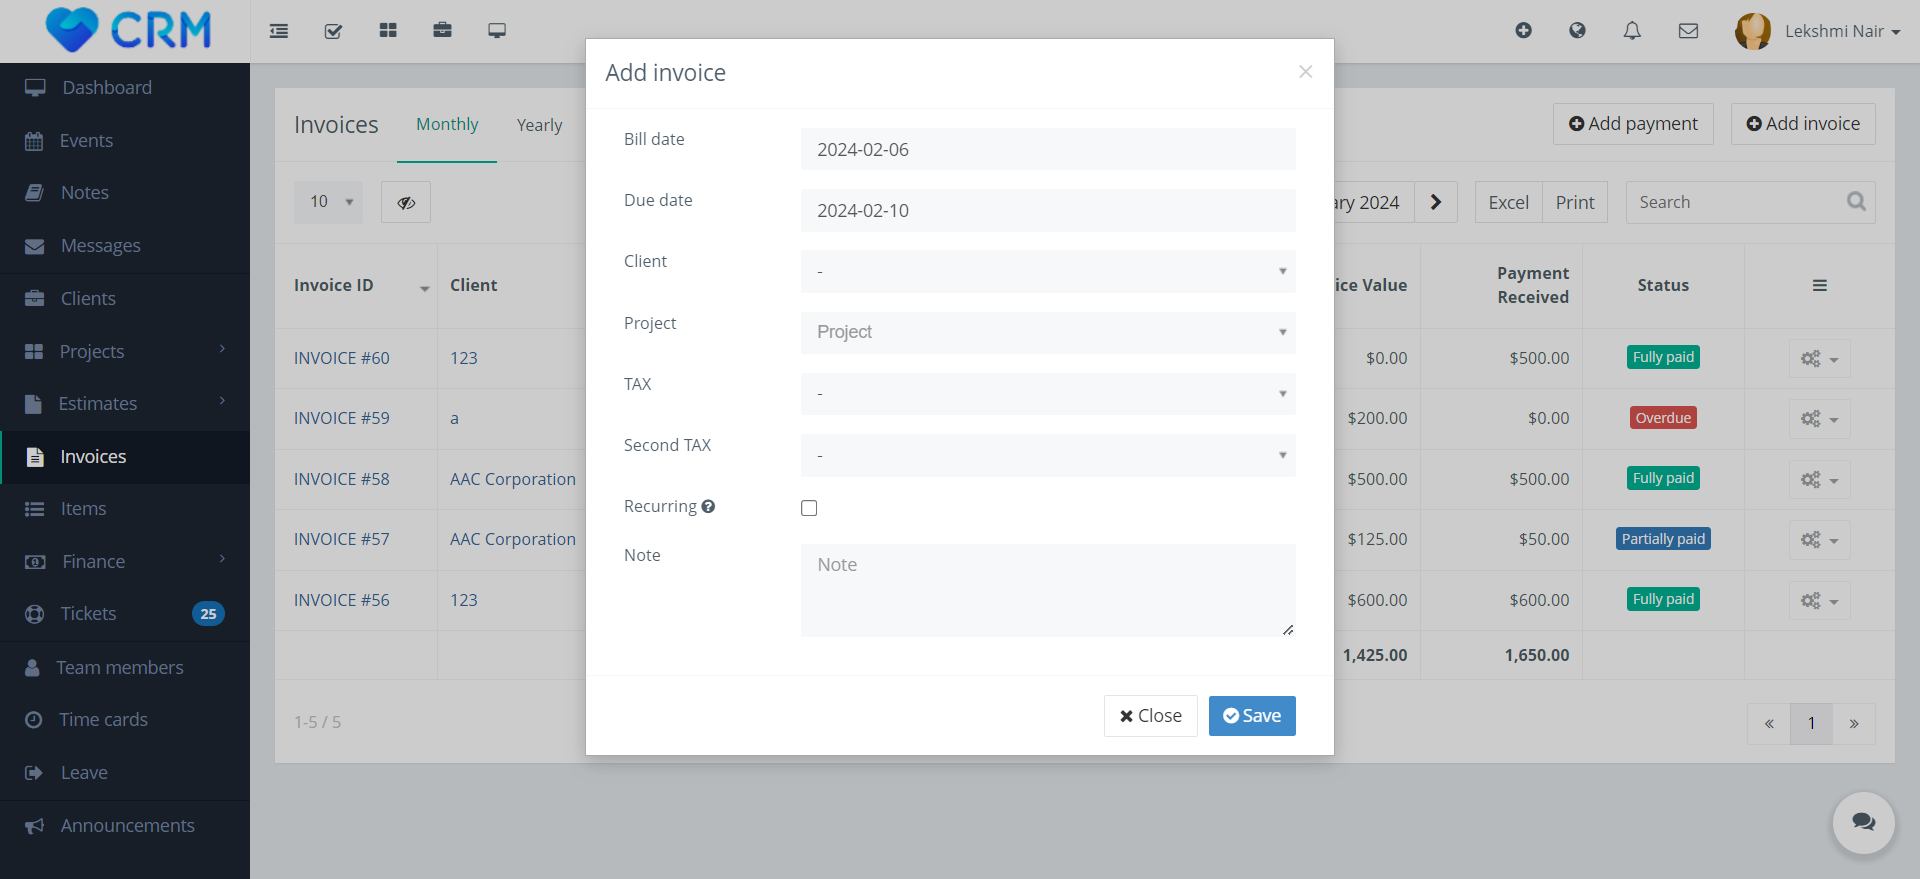 CRM
Lekshmi Nair
Dashboard
Events
Notes
Messages
Clients
Projects
Estimates
Invoices
Items
Finance
Tickets 25
Team members
Time cards
Leave
Announcements
Invoices Monthly Yearly
Add payment Add invoice
10
ary 2024 Excel Print Search
Invoice ID Client ice Value Payment Received Status
INVOICE #60 123 $0.00 $500.00 Fully paid
INVOICE #59 a $200.00 $0.00 Overdue
INVOICE #58 AAC Corporation $500.00 $500.00 Fully paid
INVOICE #57 AAC Corporation $125.00 $50.00 Partially paid
INVOICE #56 123 $600.00 $600.00 Fully paid
1,425.00 1,650.00
1-5 / 5
« 1 »
Add invoice ×
Bill date 2024-02-06
Due date 2024-02-10
Client -
Project Project
TAX -
Second TAX -
Recurring
Note Note
Close Save